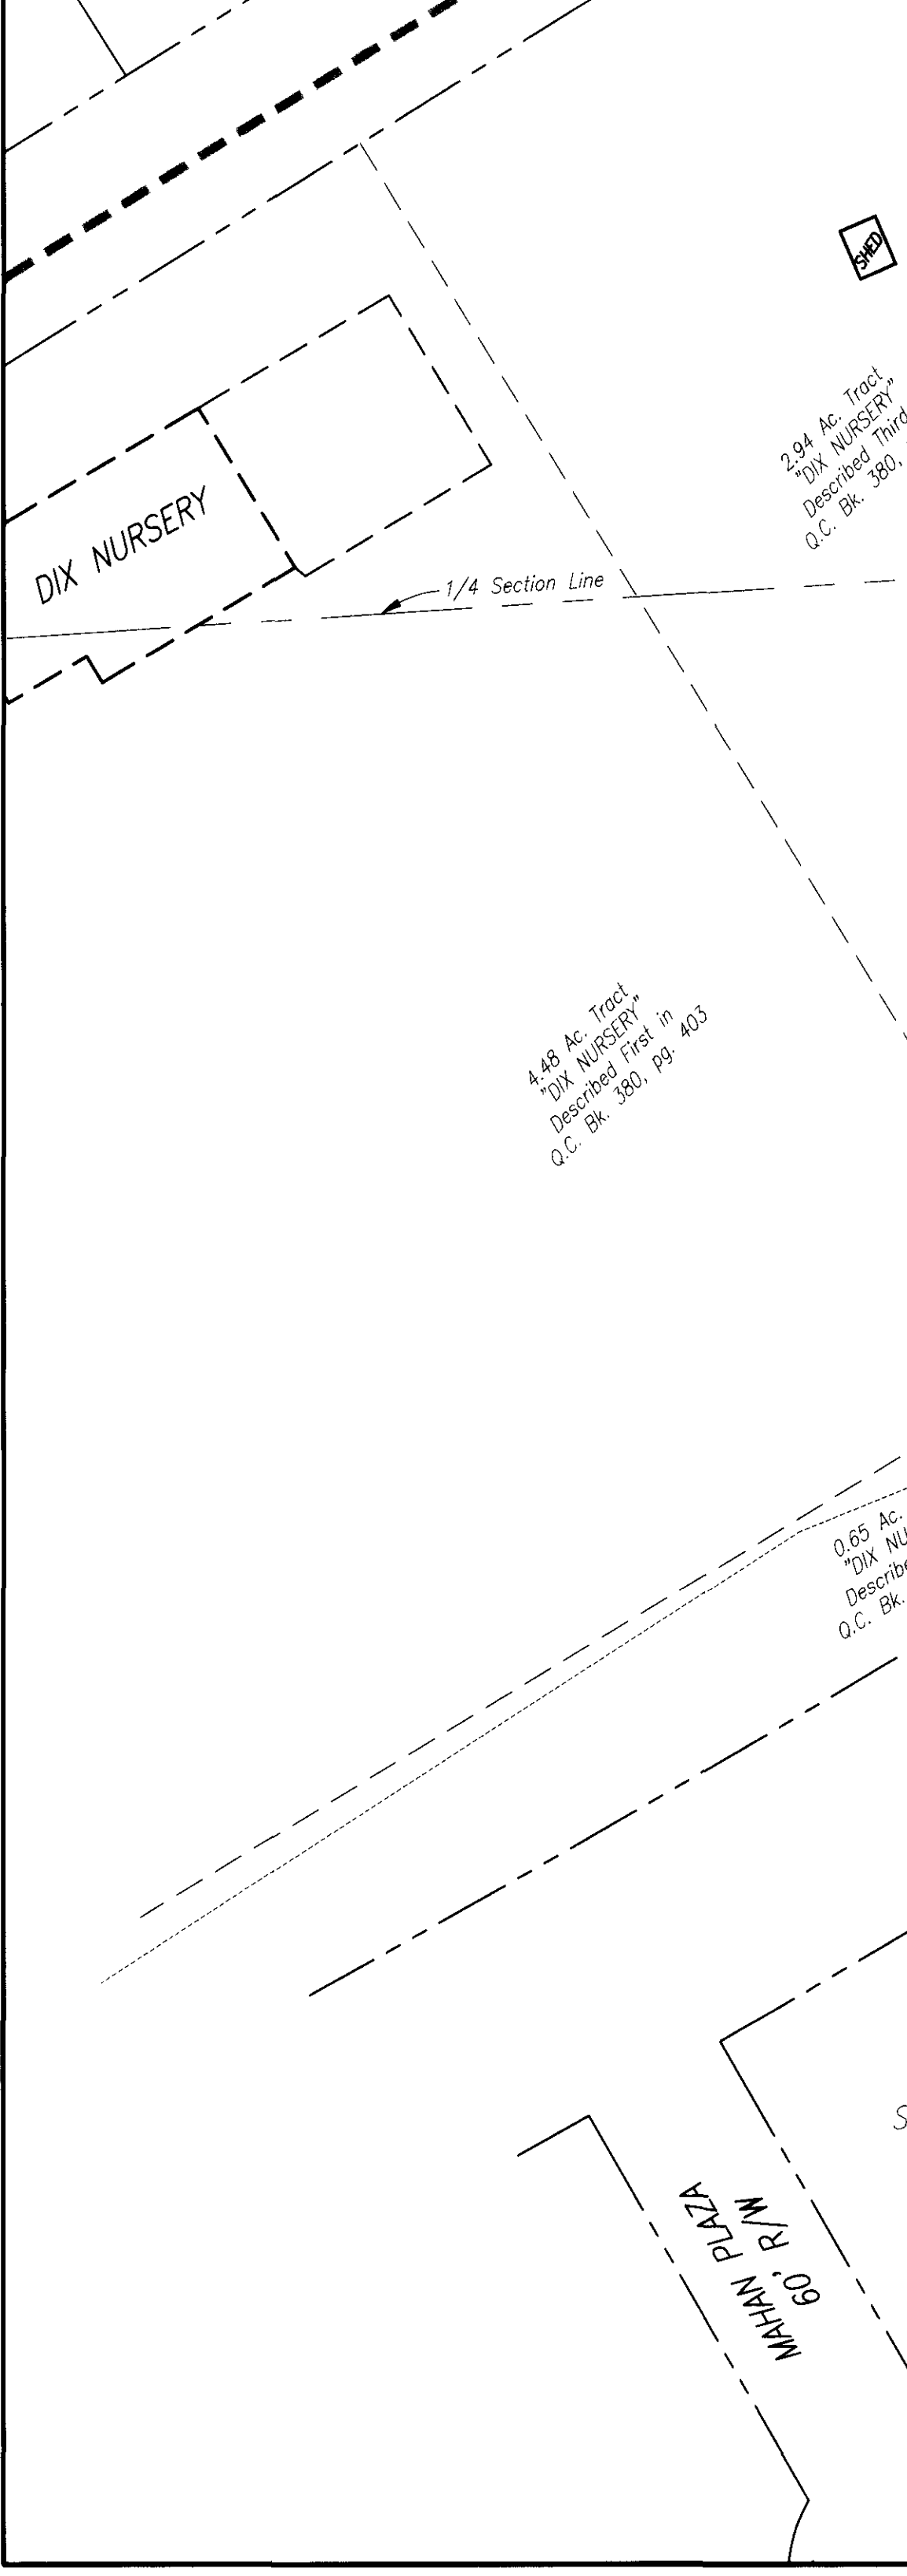 SHED
2.94 Ac. Tract
"DIX NURSERY"
Described Third
Q.C. Bk. 380,
DIX NURSERY
1/4 Section Line
4.48 Ac. Tract
"DIX NURSERY"
Described First in
Q.C. Bk. 380, pg. 403
0.65 Ac.
"DIX NU
Describe
Q.C. Bk.
S
MAHAN PLAZA
60' R/W